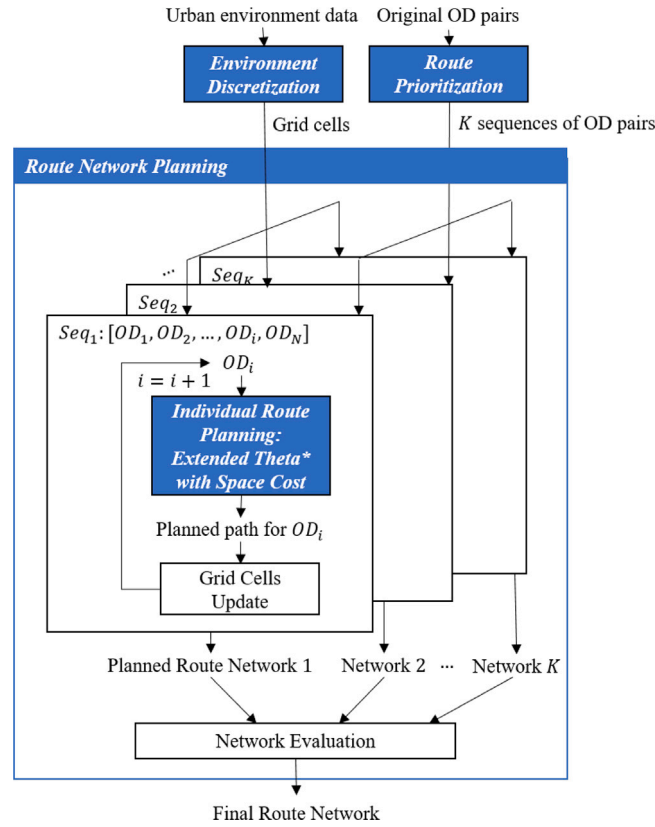 Urban environment data
Original OD pairs
Environment
Discretization
Route
Prioritization
Grid cells
K sequences of OD pairs
Route Network Planning
...
Seq_K
Seq_2
Seq_1: [OD_1, OD_2, ..., OD_i, OD_N]
OD_i
i = i + 1
Individual Route
Planning:
Extended Theta*
with Space Cost
Planned path for OD_i
Grid Cells
Update
Planned Route Network 1
Network 2
...
Network K
Network Evaluation
Final Route Network